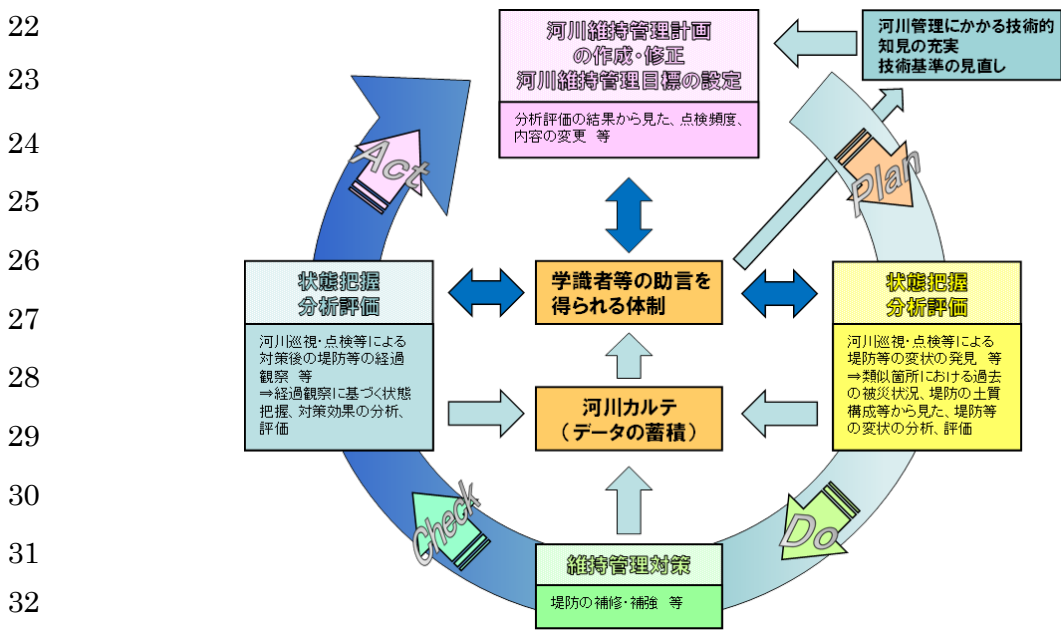 22
23
24
25
26
27
28
29
30
31
32
河川維持管理計画
の作成・修正
河川維持管理目標の設定
分析評価の結果から見た、点検頻度、
内容の変更 等
河川管理にかかる技術的
知見の充実
技術基準の見直し
Act
Plan
状態把握
分析評価
河川巡視・点検等による
対策後の堤防等の経過
観察 等
⇒経過観察に基づく状態
把握、対策効果の分析、
評価
学識者等の助言を
得られる体制
状態把握
分析評価
河川巡視・点検等による
堤防等の変状の発見 等
⇒類似箇所における過去
の被災状況、堤防の土質
構成等から見た、堤防等
の変状の分析、評価
河川カルテ
(データの蓄積)
Check
Do
維持管理対策
堤防の補修・補強 等